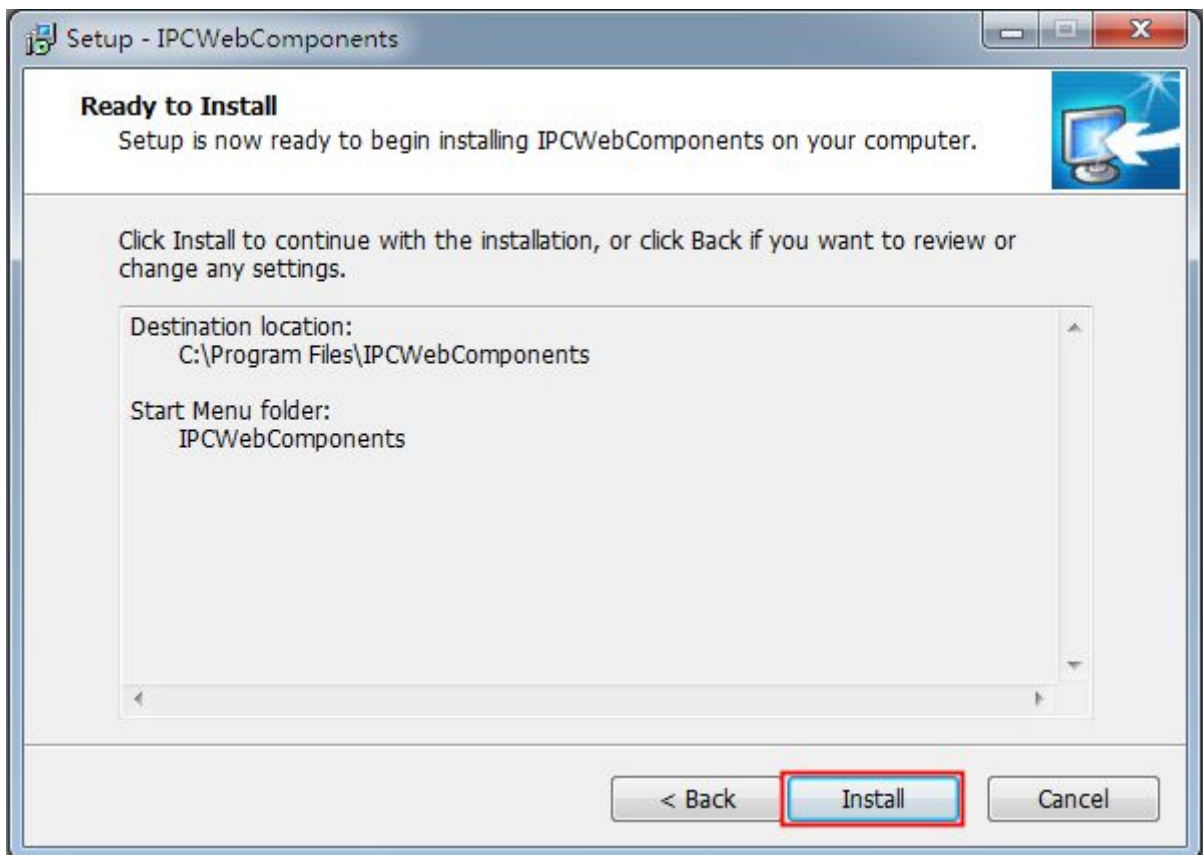 Setup - IPCWebComponents
Ready to Install
Setup is now ready to begin installing IPCWebComponents on your computer.
Click Install to continue with the installation, or click Back if you want to review or
change any settings.
Destination location:
C:\Program Files\IPCWebComponents
Start Menu folder:
IPCWebComponents
< Back Install Cancel